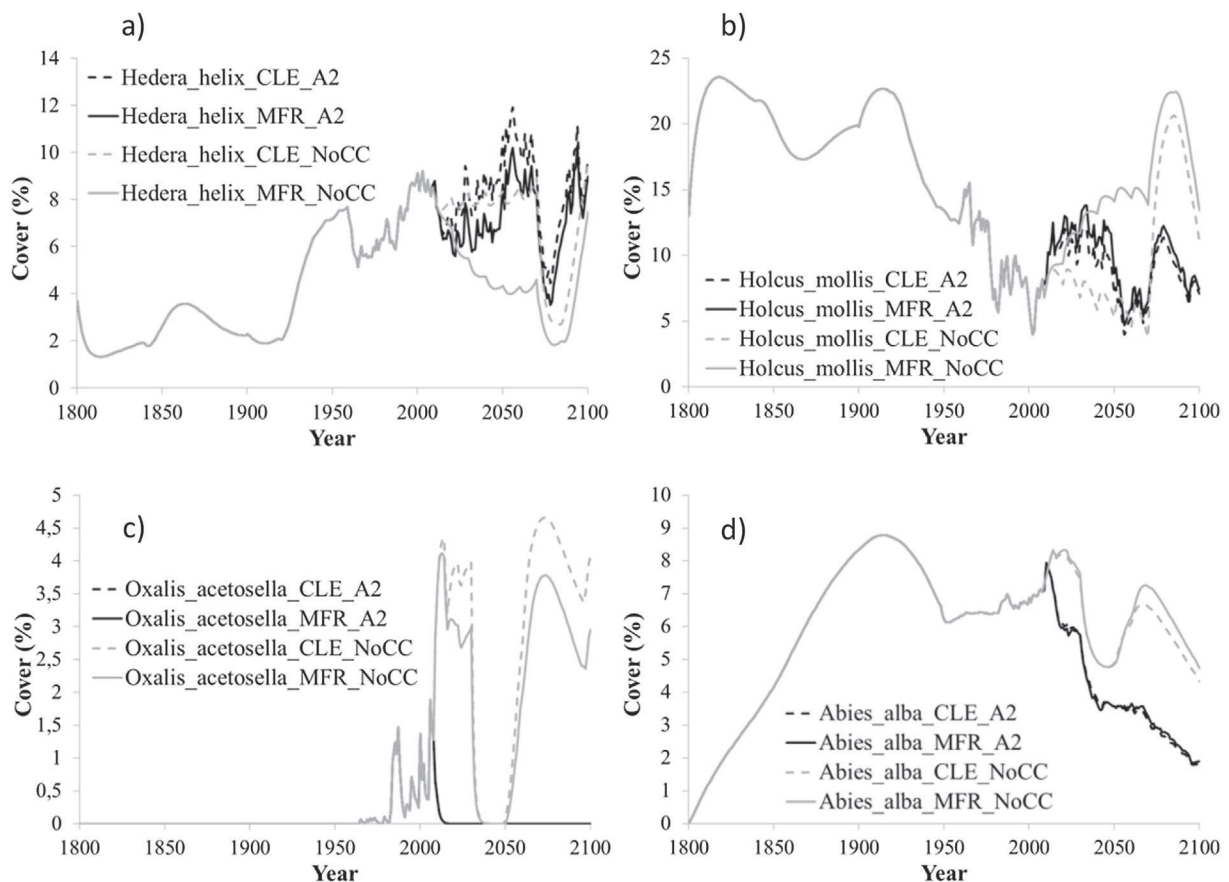 a)
14
12
10
8
6
4
2
0
Cover (%)
Hedera_helix_CLE_A2
Hedera_helix_MFR_A2
Hedera_helix_CLE_NoCC
Hedera_helix_MFR_NoCC
1800 1850 1900 1950 2000 2050 2100
Year
b)
25
20
15
10
5
0
Cover (%)
Holcus_mollis_CLE_A2
Holcus_mollis_MFR_A2
Holcus_mollis_CLE_NoCC
Holcus_mollis_MFR_NoCC
1800 1850 1900 1950 2000 2050 2100
Year
c)
5
4,5
4
3,5
3
2,5
2
1,5
1
0,5
0
Cover (%)
Oxalis_acetosella_CLE_A2
Oxalis_acetosella_MFR_A2
Oxalis_acetosella_CLE_NoCC
Oxalis_acetosella_MFR_NoCC
1800 1850 1900 1950 2000 2050 2100
Year
d)
10
9
8
7
6
5
4
3
2
1
0
Cover (%)
Abies_alba_CLE_A2
Abies_alba_MFR_A2
Abies_alba_CLE_NoCC
Abies_alba_MFR_NoCC
1800 1850 1900 1950 2000 2050 2100
Year